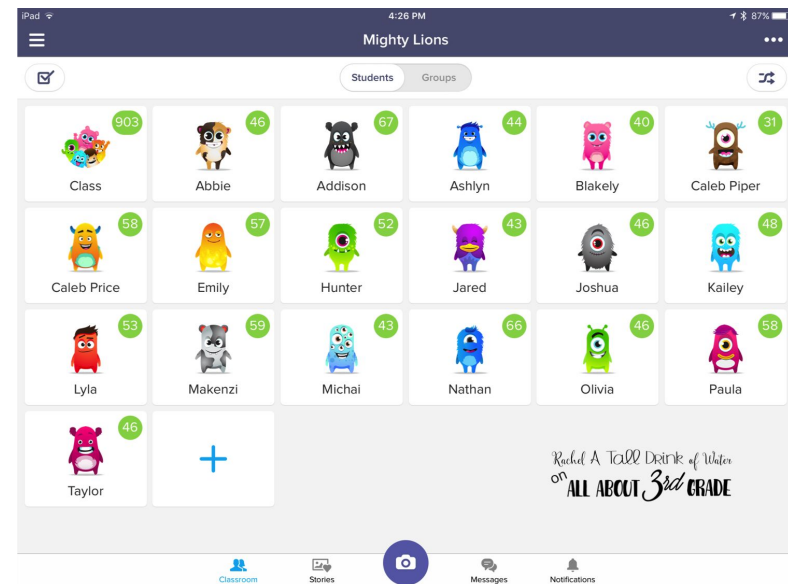 iPad 4:26 PM 87%
Mighty Lions
Students Groups
903 46 67 44 40 31
Class Abbie Addison Ashlyn Blakely Caleb Piper
58 57 52 43 46 48
Caleb Price Emily Hunter Jared Joshua Kailey
53 59 43 66 46 58
Lyla Makenzi Michai Nathan Olivia Paula
46
Taylor
Rachel A Tall Drink of Water
on ALL ABOUT 3rd GRADE
Classroom Stories Messages Notifications